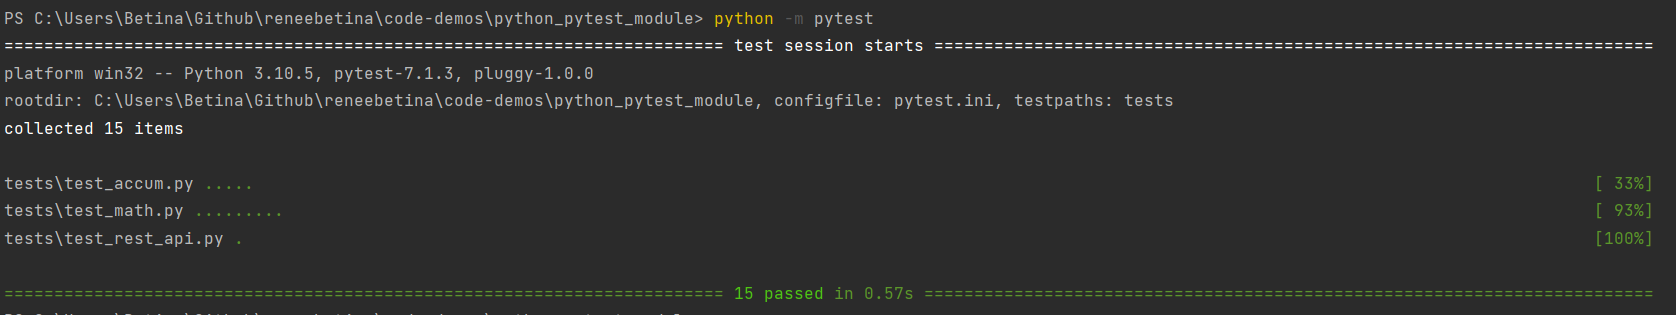 PS C:\Users\Betina\Github\reneebetina\code-demos\python_pytest_module> python -m pytest
======================================================================== test session starts ========================================================================
platform win32 -- Python 3.10.5, pytest-7.1.3, pluggy-1.0.0
rootdir: C:\Users\Betina\Github\reneebetina\code-demos\python_pytest_module, configfile: pytest.ini, testpaths: tests
collected 15 items
tests\test_accum.py ..... [ 33%]
tests\test_math.py ......... [ 93%]
tests\test_rest_api.py . [100%]
======================================================================== 15 passed in 0.57s =========================================================================